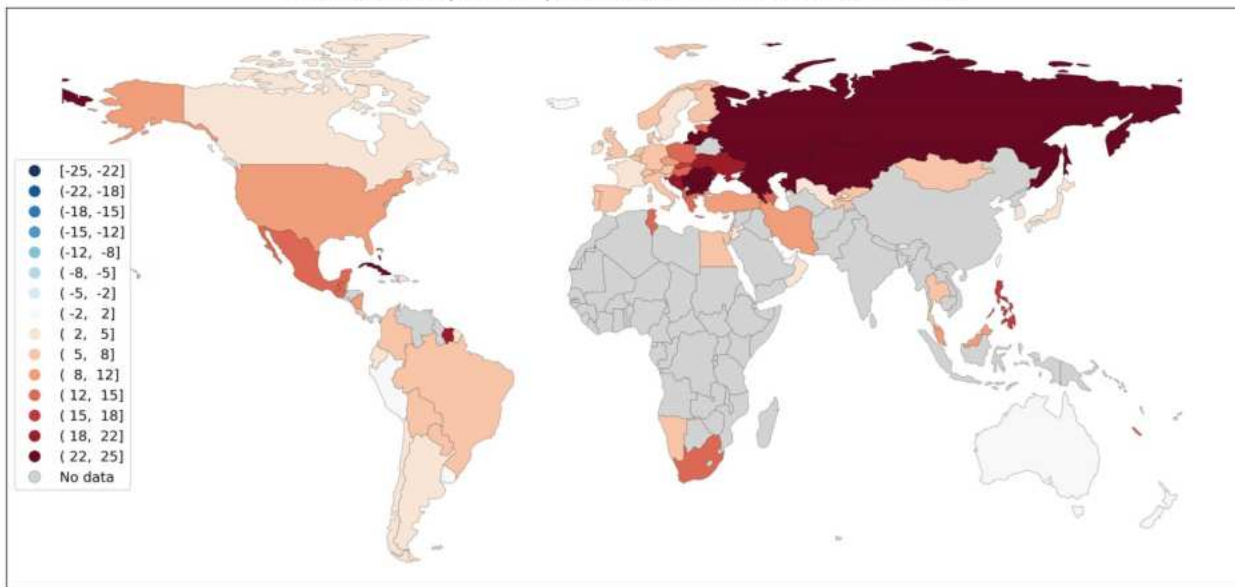 [-25, -22]
(-22, -18]
(-18, -15]
(-15, -12]
(-12, -8]
( -8, -5]
( -5, -2]
( -2, 2]
( 2, 5]
( 5, 8]
( 8, 12]
( 12, 15]
( 15, 18]
( 18, 22]
( 22, 25]
No data